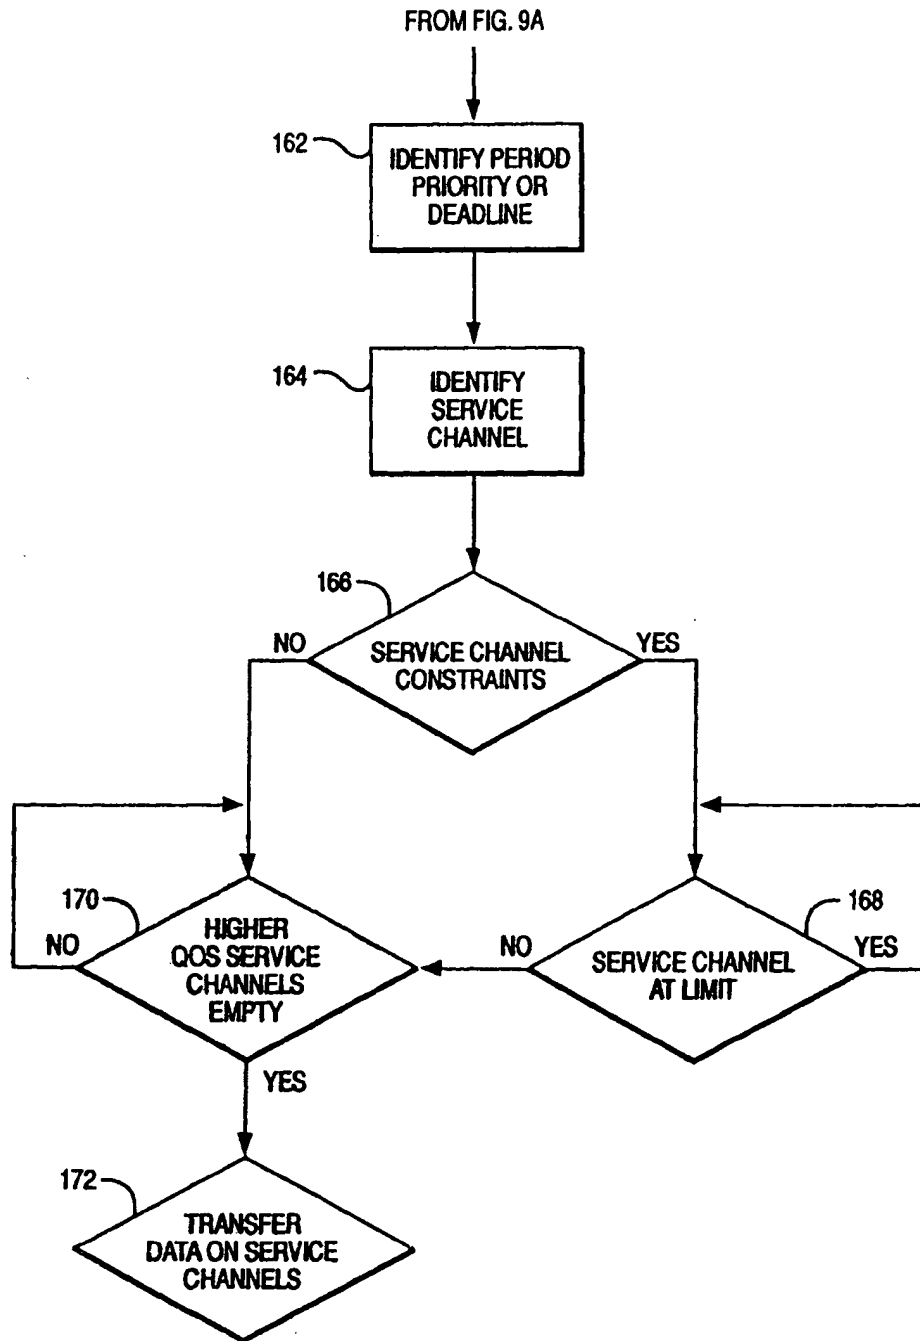 FROM FIG. 9A
162
IDENTIFY PERIOD
PRIORITY OR
DEADLINE
164
IDENTIFY
SERVICE
CHANNEL
166
NO
YES
SERVICE CHANNEL
CONSTRAINTS
170
NO
HIGHER
QOS SERVICE
CHANNELS
EMPTY
168
NO
YES
SERVICE CHANNEL
AT LIMIT
YES
172
TRANSFER
DATA ON SERVICE
CHANNELS